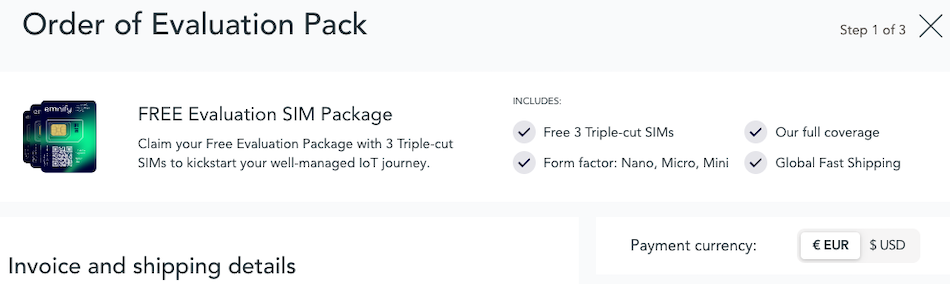 Order of Evaluation Pack
Step 1 of 3
emnify
FREE Evaluation SIM Package
Claim your Free Evaluation Package with 3 Triple-cut
SIMs to kickstart your well-managed IoT journey.
INCLUDES:
Free 3 Triple-cut SIMs
Our full coverage
Form factor: Nano, Micro, Mini
Global Fast Shipping
Payment currency:
€ EUR
$ USD
Invoice and shipping details